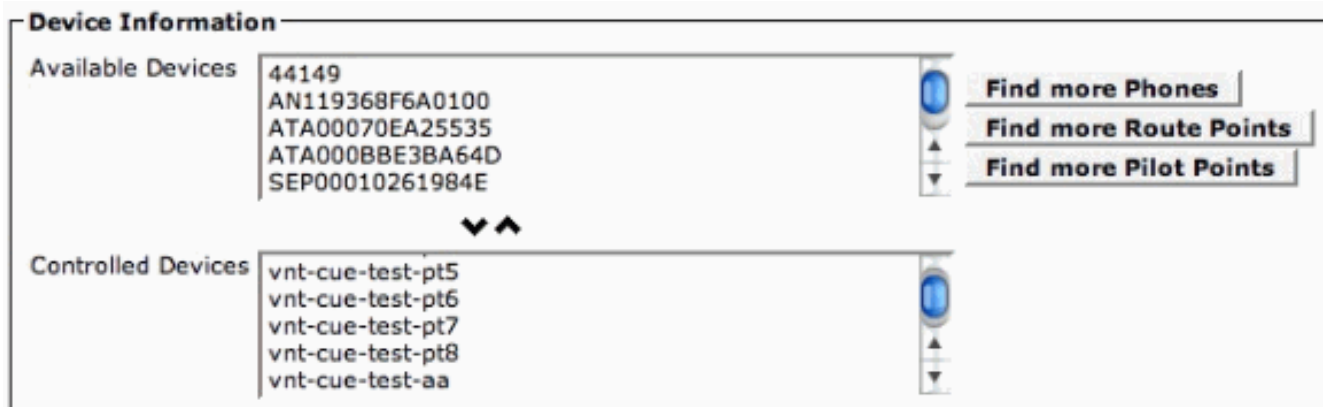 Device Information
Available Devices
44149
AN119368F6A0100
ATA00070EA25535
ATA000BBE3BA64D
SEP00010261984E
Find more Phones
Find more Route Points
Find more Pilot Points
Controlled Devices
vnt-cue-test-pt5
vnt-cue-test-pt6
vnt-cue-test-pt7
vnt-cue-test-pt8
vnt-cue-test-aa